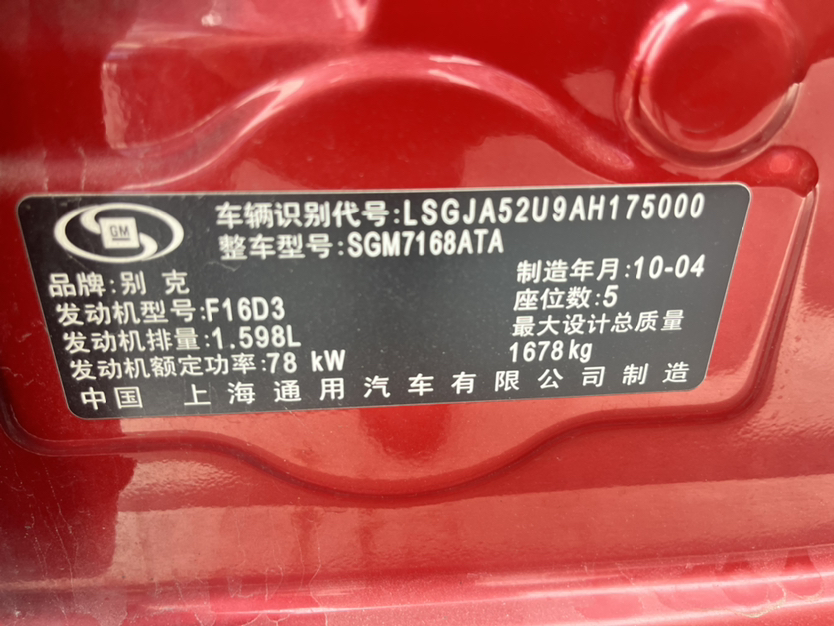 GM
车辆识别代号:LSGJA52U9AH175000
整车型号:SGM7168ATA
品牌:别克
制造年月:10-04
发动机型号:F16D3
座位数:5
发动机排量:1.598L
最大设计总质量
1678kg
发动机额定功率:78 kW
中国 上海通用汽车有限公司制造